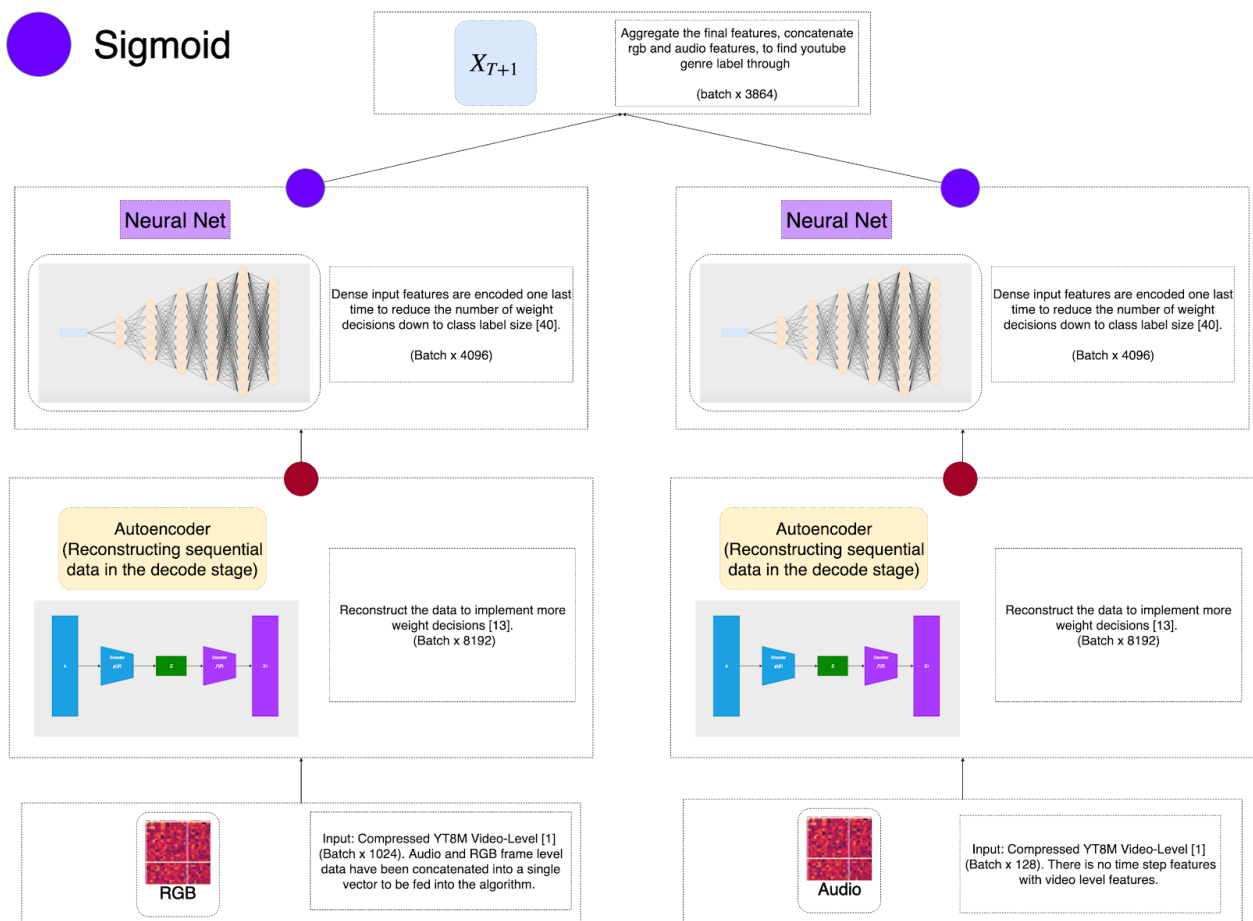 Sigmoid
X_{T+1}
Aggregate the final features, concatenate
rgb and audio features, to find youtube
genre label through
(batch x 3864)
Neural Net
Dense input features are encoded one last
time to reduce the number of weight
decisions down to class label size [40].
(Batch x 4096)
Neural Net
Dense input features are encoded one last
time to reduce the number of weight
decisions down to class label size [40].
(Batch x 4096)
Autoencoder
(Reconstructing sequential
data in the decode stage)
Encoder
Z
Decoder
Reconstruct the data to implement more
weight decisions [13].
(Batch x 8192)
Autoencoder
(Reconstructing sequential
data in the decode stage)
Encoder
Z
Decoder
Reconstruct the data to implement more
weight decisions [13].
(Batch x 8192)
RGB
Input: Compressed YT8M Video-Level [1]
(Batch x 1024). Audio and RGB frame level
data have been concatenated into a single
vector to be fed into the algorithm.
Audio
Input: Compressed YT8M Video-Level [1]
(Batch x 128). There is no time step features
with video level features.